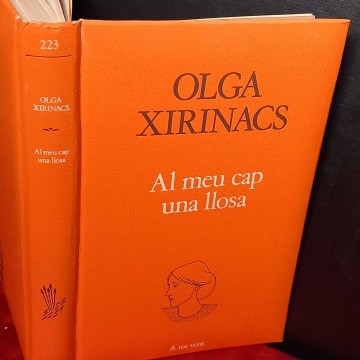 223
OLGA
XIRINACS
Al meu cap
una llosa
OLGA
XIRINACS
Al meu cap
una llosa
A tot vent